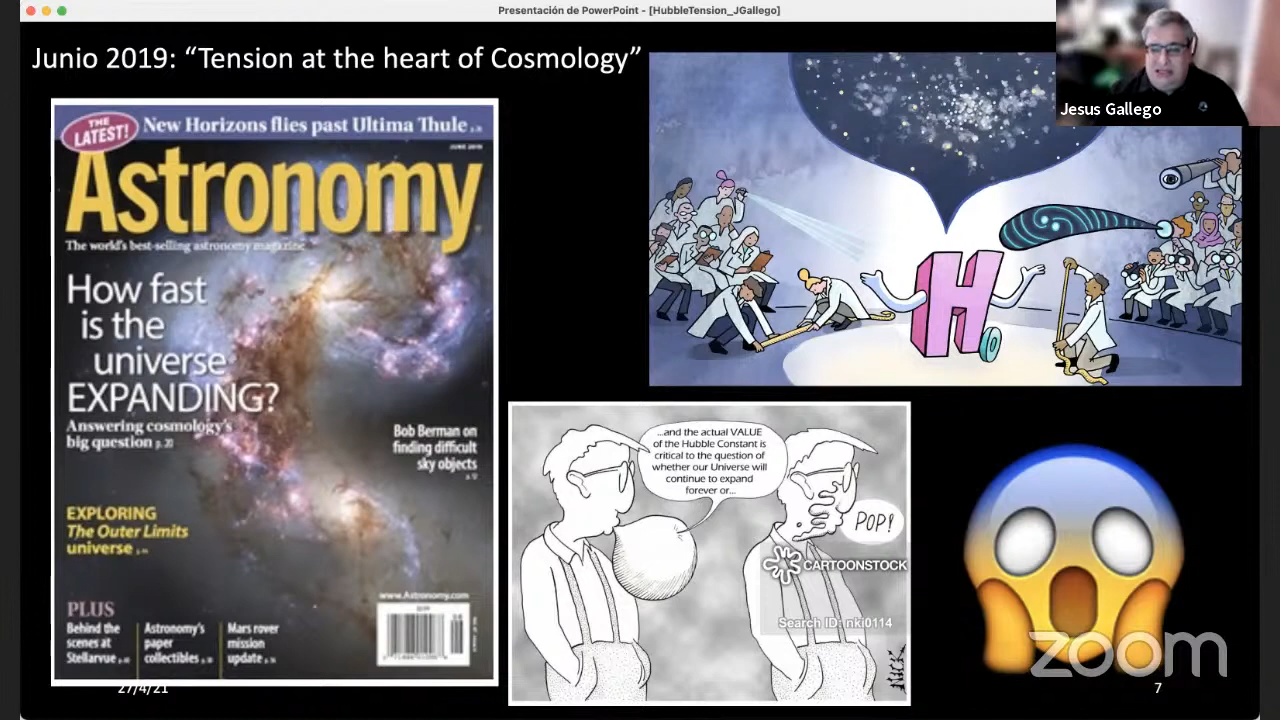 Presentación de PowerPoint - [HubbleTension_JGallego]
Junio 2019: “Tension at the heart of Cosmology”
Jesus Gallego
THE
LATEST!
New Horizons flies past Ultima Thule
JUNE 2019
Astronomy
The world's best-selling astronomy magazine
How fast
is the
universe
EXPANDING?
Answering cosmology's
big question p. 20
Bob Berman on
finding difficult
sky objects
EXPLORING
The Outer Limits
universe
www.Astronomy.com
PLUS
Behind the
scenes at
Stellarvue
Astronomy's
paper
collectibles
Mars rover
mission
update
H0
...and the actual VALUE
of the Hubble Constant is
critical to the question of
whether our Universe will
continue to expand
forever or...
POP!
CARTOONSTOCK
Search ID: nki0114
zoom
27/4/21
7